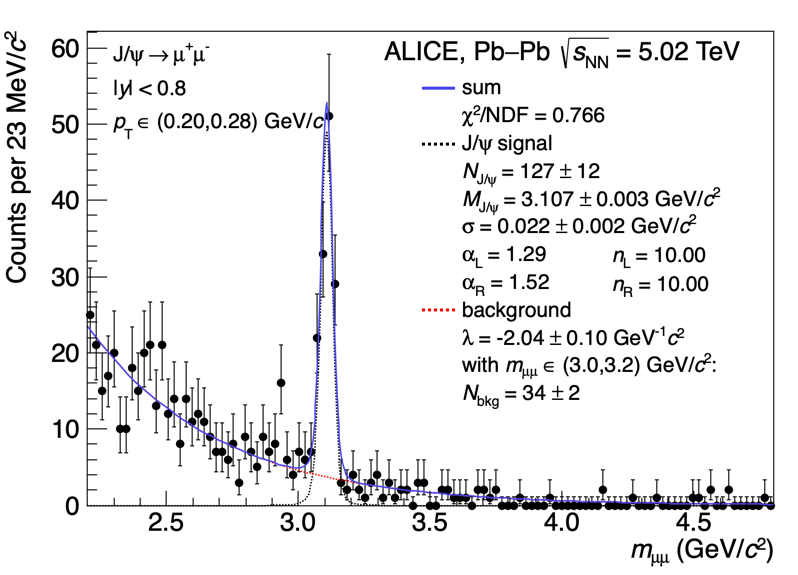 Counts per 23 MeV/c²
60
50
40
30
20
10
0
J/ψ → μ⁺μ⁻
|y| < 0.8
p_T ∈ (0.20,0.28) GeV/c
ALICE, Pb–Pb √s_NN = 5.02 TeV
sum
χ²/NDF = 0.766
J/ψ signal
N_J/ψ = 127 ± 12
M_J/ψ = 3.107 ± 0.003 GeV/c²
σ = 0.022 ± 0.002 GeV/c²
α_L = 1.29 n_L = 10.00
α_R = 1.52 n_R = 10.00
background
λ = -2.04 ± 0.10 GeV⁻¹c²
with m_μμ ∈ (3.0,3.2) GeV/c²:
N_bkg = 34 ± 2
2.5 3.0 3.5 4.0 4.5
m_μμ (GeV/c²)